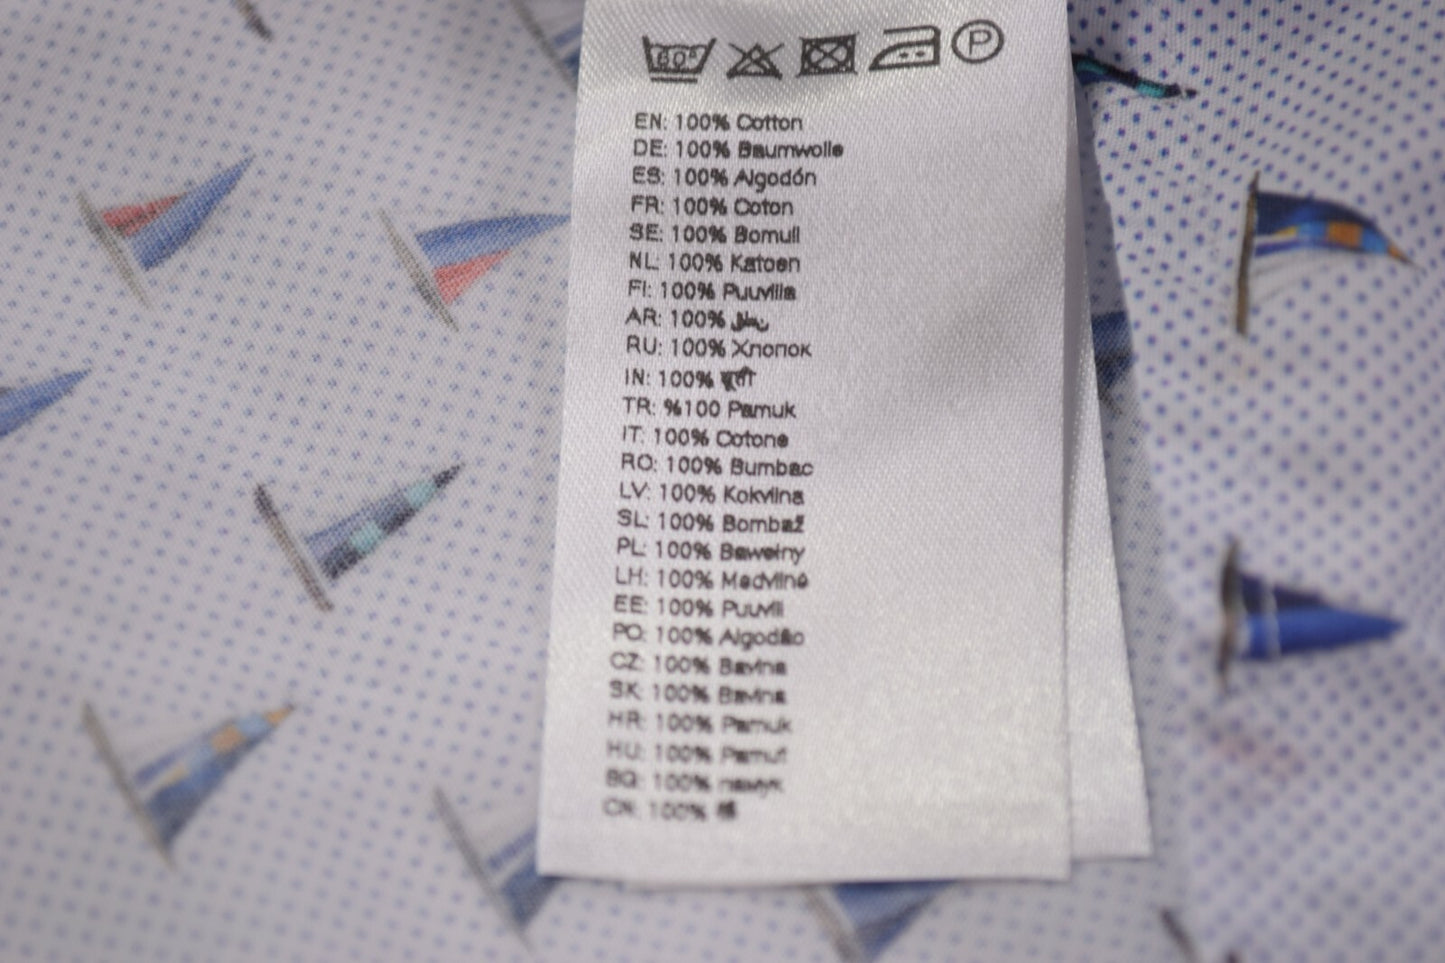 60°
P
EN: 100% Cotton
DE: 100% Baumwolle
ES: 100% Algodón
FR: 100% Coton
SE: 100% Bomull
NL: 100% Katoen
FI: 100% Puuvilla
AR: 100%
RU: 100% Хлопок
IN: 100%
TR: %100 Pamuk
IT: 100% Cotone
RO: 100% Bumbac
LV: 100% Kokvilna
SL: 100% Bombaž
PL: 100% Bawełny
LH: 100% Medvilnė
EE: 100% Puuvill
PO: 100% Algodão
CZ: 100% Bavlna
SK: 100% Bavlna
HR: 100% Pamuk
HU: 100% Pamut
BG: 100% памук
CN: 100% 棉